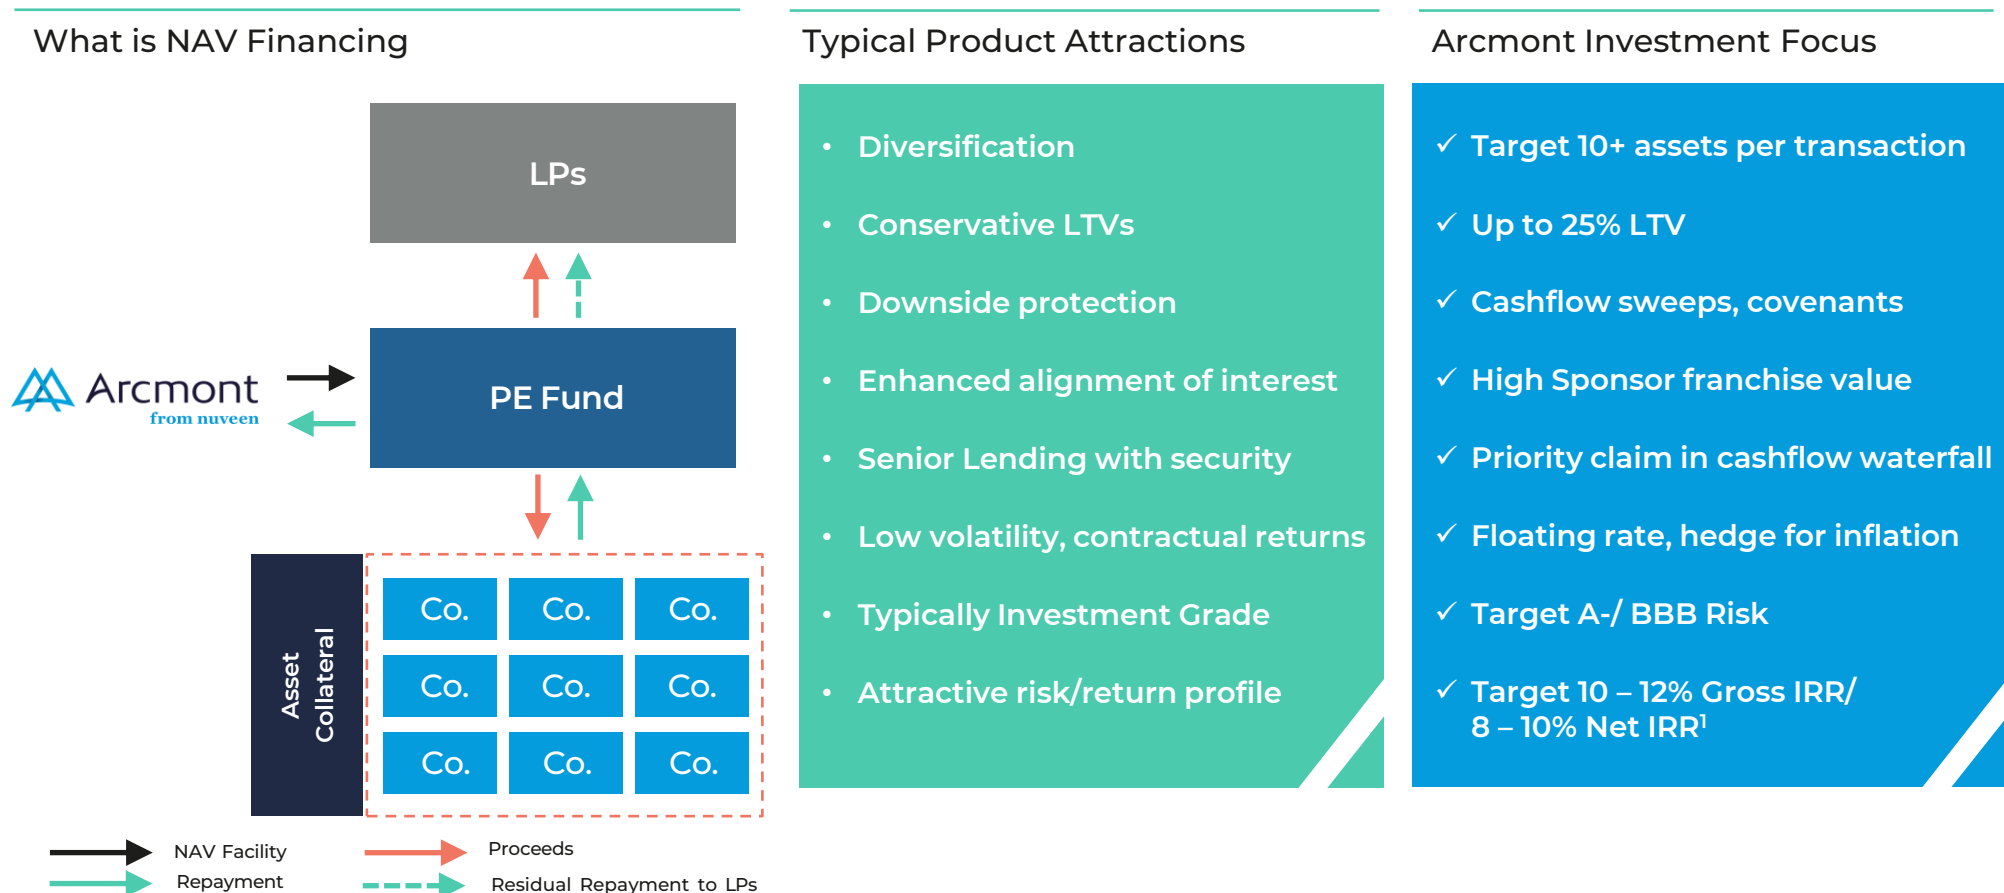 What is NAV Financing
LPs
Arcmont
from nuveen
PE Fund
Asset
Collateral
Co.
Co.
Co.
Co.
Co.
Co.
Co.
Co.
Co.
NAV Facility
Proceeds
Repayment
Residual Repayment to LPs
Typical Product Attractions
• Diversification
• Conservative LTVs
• Downside protection
• Enhanced alignment of interest
• Senior Lending with security
• Low volatility, contractual returns
• Typically Investment Grade
• Attractive risk/return profile
Arcmont Investment Focus
✓ Target 10+ assets per transaction
✓ Up to 25% LTV
✓ Cashflow sweeps, covenants
✓ High Sponsor franchise value
✓ Priority claim in cashflow waterfall
✓ Floating rate, hedge for inflation
✓ Target A-/ BBB Risk
✓ Target 10 – 12% Gross IRR/
8 – 10% Net IRR¹